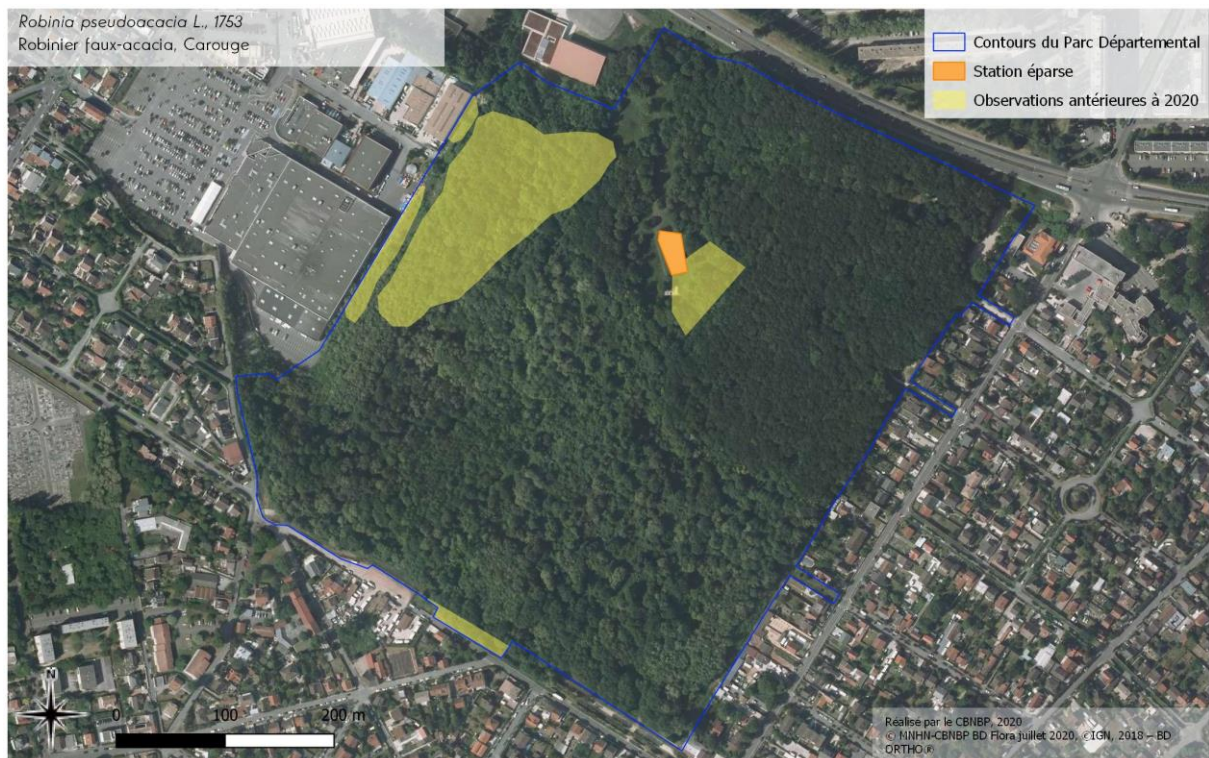 Robinia pseudoacacia L., 1753
Robinier faux-acacia, Carouge
Contours du Parc Départemental
Station éparse
Observations antérieures à 2020
N
0 100 200 m
Réalisé par le CBNBP, 2020
© MNHN-CBNBP BD Flora juillet 2020, ©IGN, 2018 – BD
ORTHO®